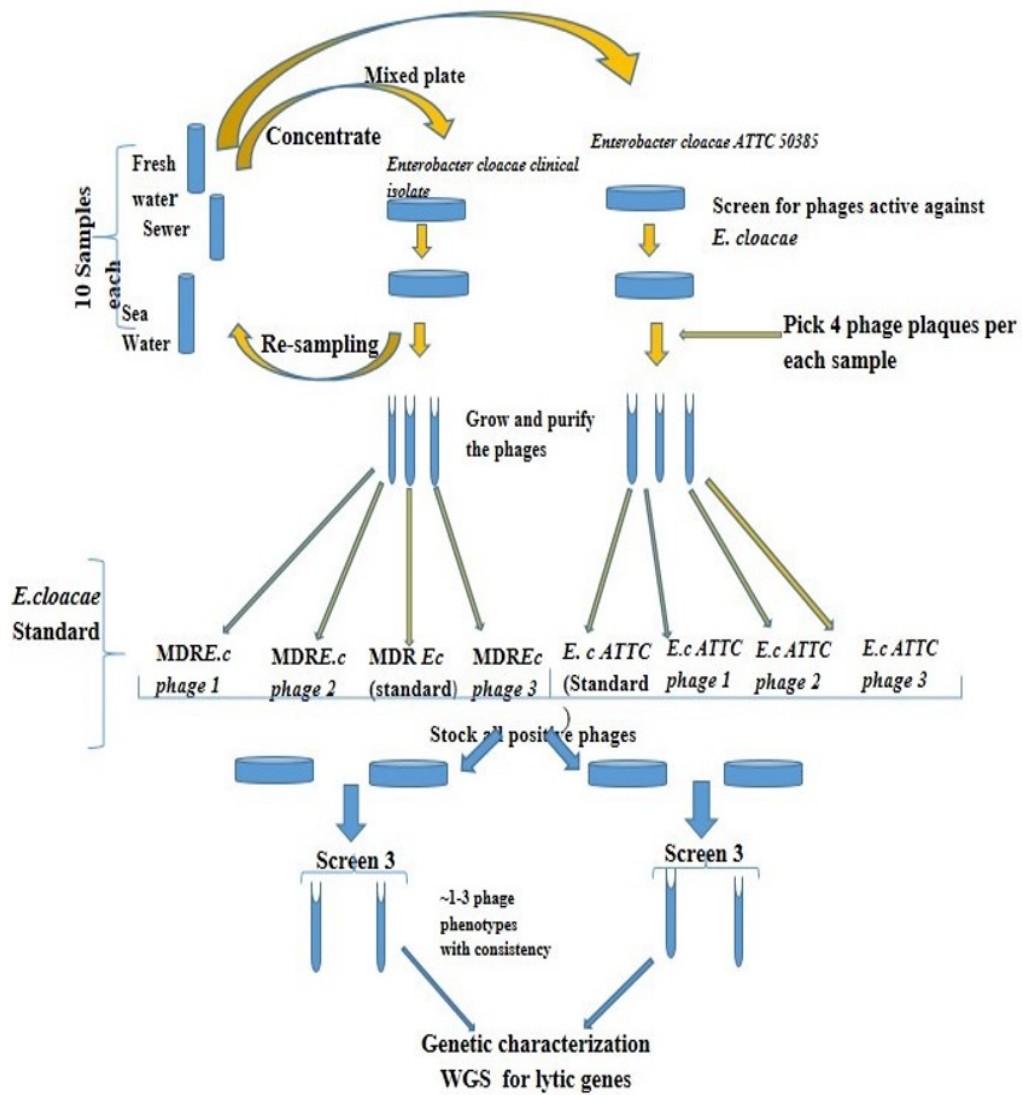 Mixed plate
Concentrate
Enterobacter cloacae ATTC 50385
Fresh
water
Enterobacter cloacae clinical
isolate
Sewer
Screen for phages active against
E. cloacae
10 Samples
each
Sea
Water
Re-sampling
Pick 4 phage plaques per
each sample
Grow and purify
the phages
E.cloacae
Standard
MDRE.c
phage 1
MDRE.c
phage 2
MDR Ec
(standard)
MDREc
phage 3
E. c ATTC
(Standard
)
E.c ATTC
phage 1
E.c ATTC
phage 2
E.c ATTC
phage 3
Stock all positive phages
Screen 3
Screen 3
~1-3 phage
phenotypes
with consistency
Genetic characterization
WGS for lytic genes